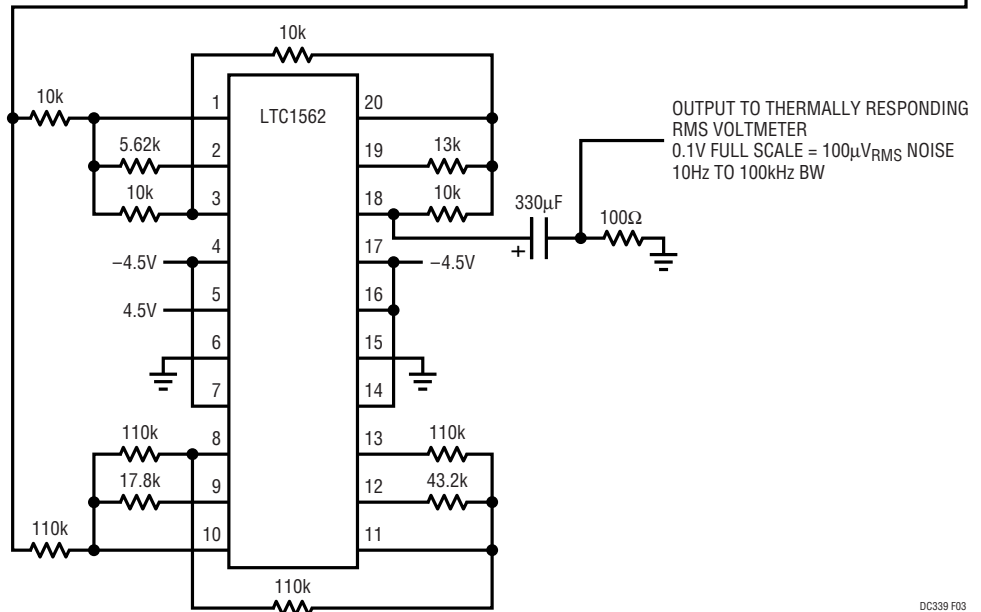 10k
10k
1
LTC1562
20
5.62k
2
19
13k
10k
3
18
10k
330µF
100Ω
OUTPUT TO THERMALLY RESPONDING
RMS VOLTMETER
0.1V FULL SCALE = 100µVRMS NOISE
10Hz TO 100kHz BW
4
17
–4.5V
–4.5V
+
5
16
4.5V
6
15
7
14
110k
8
13
110k
17.8k
9
12
43.2k
110k
10
11
110k
DC339 F03